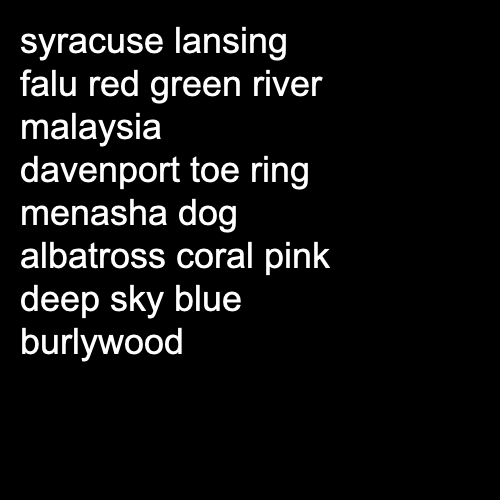 syracuse lansing
falu red green river
malaysia
davenport toe ring
menasha dog
albatross coral pink
deep sky blue
burlywood